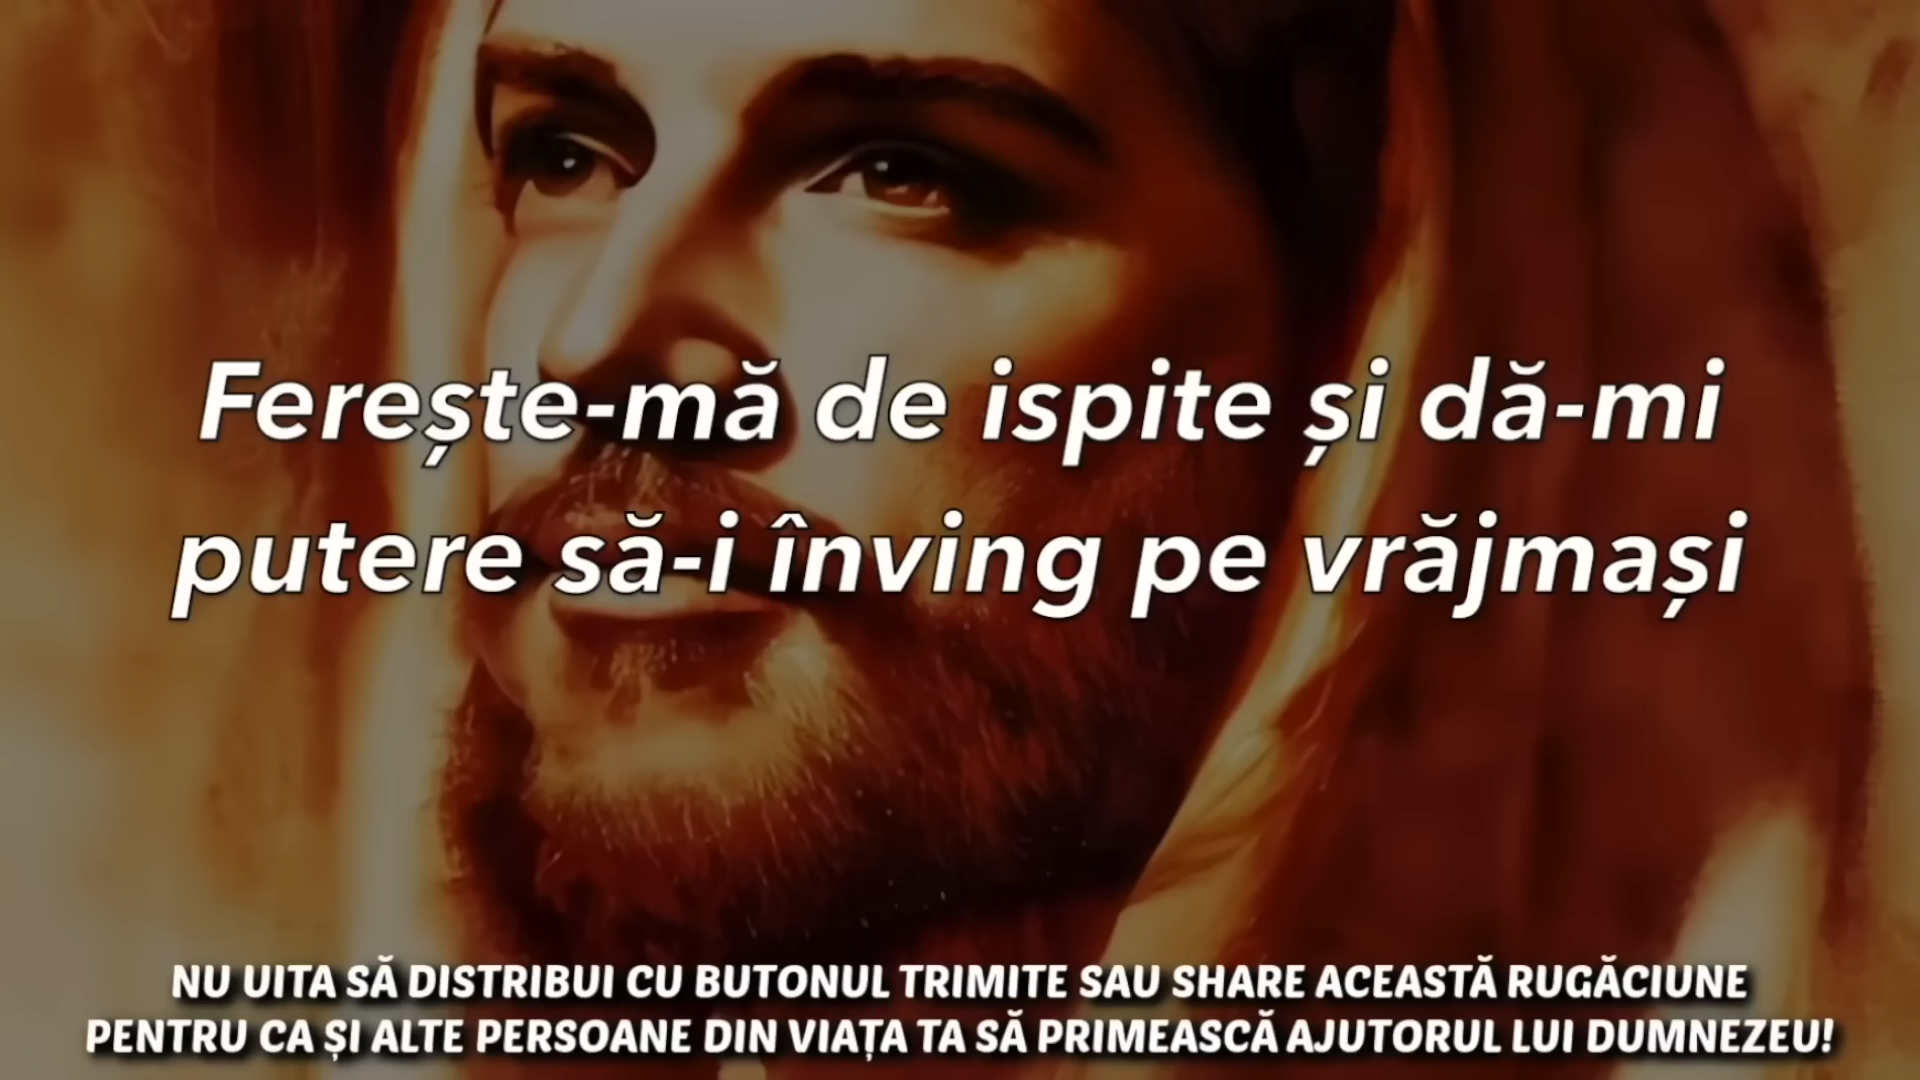 Ferește-mă de ispite și dă-mi
putere să-i înving pe vrăjmași
NU UITA SĂ DISTRIBUI CU BUTONUL TRIMITE SAU SHARE ACEASTĂ RUGĂCIUNE
PENTRU CA ȘI ALTE PERSOANE DIN VIAȚA TA SĂ PRIMEASCĂ AJUTORUL LUI DUMNEZEU!